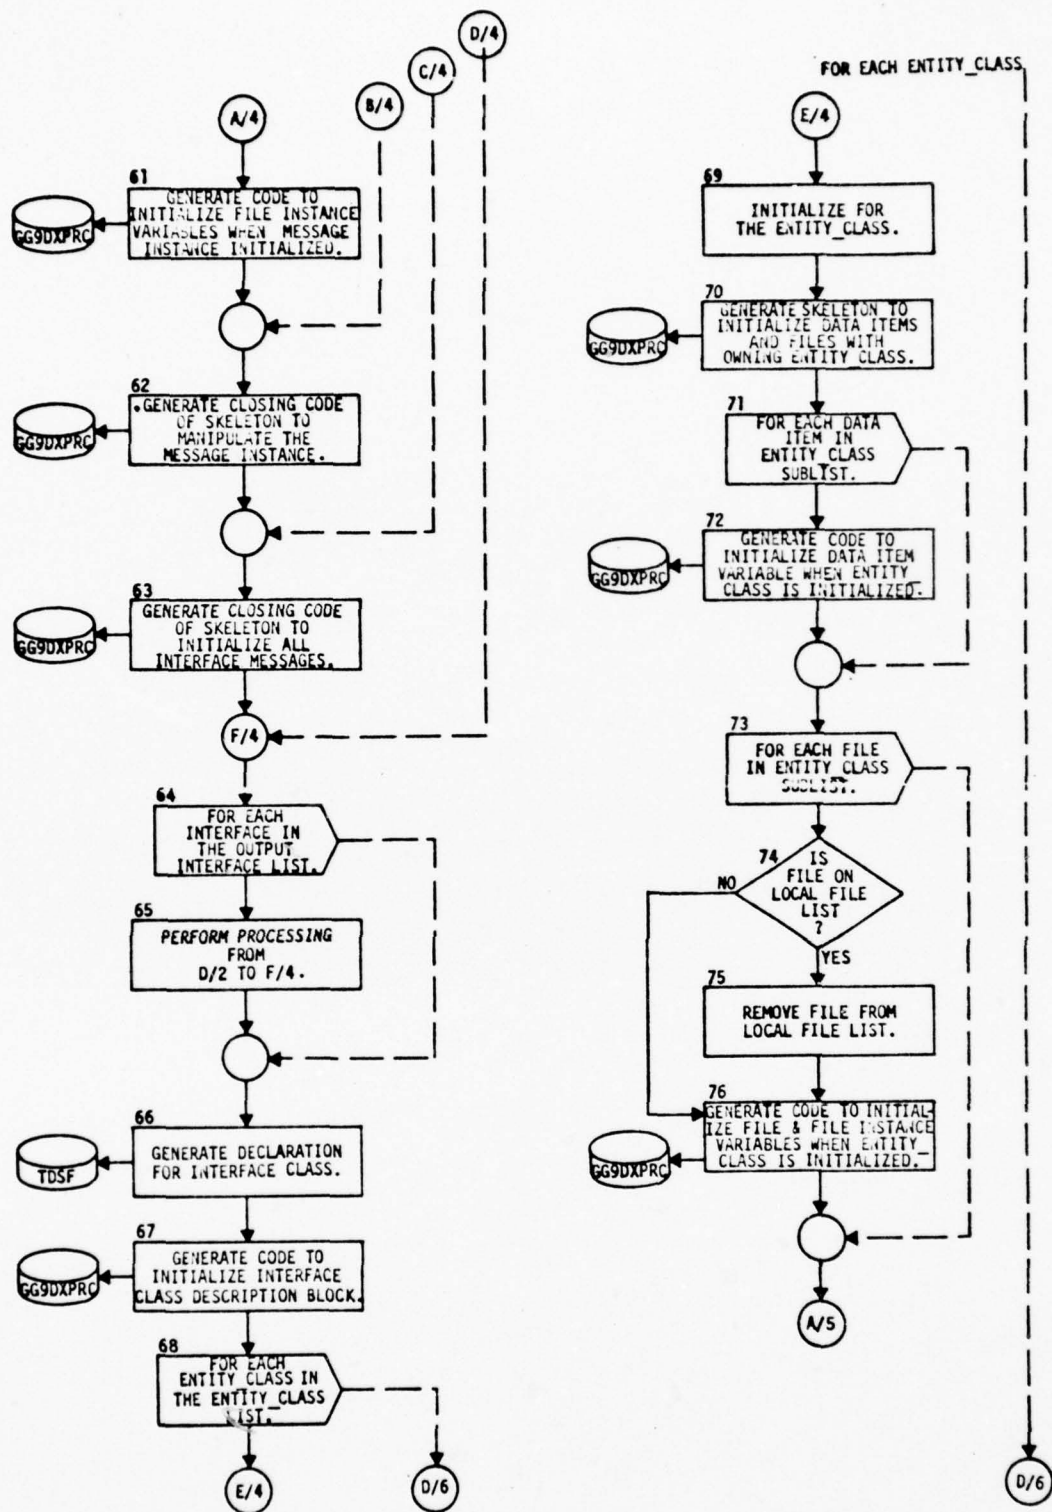 D/4
C/4
B/4
A/4
61
GENERATE CODE TO
INITIALIZE FILE INSTANCE
VARIABLES WHEN MESSAGE
INSTANCE INITIALIZED.
GG9DXPRC
62
.GENERATE CLOSING CODE
OF SKELETON TO
MANIPULATE THE
MESSAGE INSTANCE.
GG9DXPRC
63
GENERATE CLOSING CODE
OF SKELETON TO
INITIALIZE ALL
INTERFACE MESSAGES.
GG9DXPRC
F/4
64
FOR EACH
INTERFACE IN
THE OUTPUT
INTERFACE LIST.
65
PERFORM PROCESSING
FROM
D/2 TO F/4.
66
GENERATE DECLARATION
FOR INTERFACE CLASS.
TDSF
67
GENERATE CODE TO
INITIALIZE INTERFACE
CLASS DESCRIPTION BLOCK.
GG9DXPRC
68
FOR EACH
ENTITY CLASS IN
THE ENTITY_CLASS
LIST.
E/4
D/6
FOR EACH ENTITY_CLASS
E/4
69
INITIALIZE FOR
THE ENTITY_CLASS.
70
GENERATE SKELETON TO
INITIALIZE DATA ITEMS
AND FILES WITH
OWNING ENTITY_CLASS.
GG9DXPRC
71
FOR EACH DATA
ITEM IN
ENTITY_CLASS
SUBLIST.
72
GENERATE CODE TO
INITIALIZE DATA ITEM
VARIABLE WHEN ENTITY_
CLASS IS INITIALIZED.
GG9DXPRC
73
FOR EACH FILE
IN ENTITY_CLASS
SUBLIST.
74
IS
FILE ON
LOCAL FILE
LIST
?
NO
YES
75
REMOVE FILE FROM
LOCAL FILE LIST.
76
GENERATE CODE TO INITIAL-
IZE FILE & FILE INSTANCE
VARIABLES WHEN ENTITY_
CLASS IS INITIALIZED.
GG9DXPRC
A/5
D/6